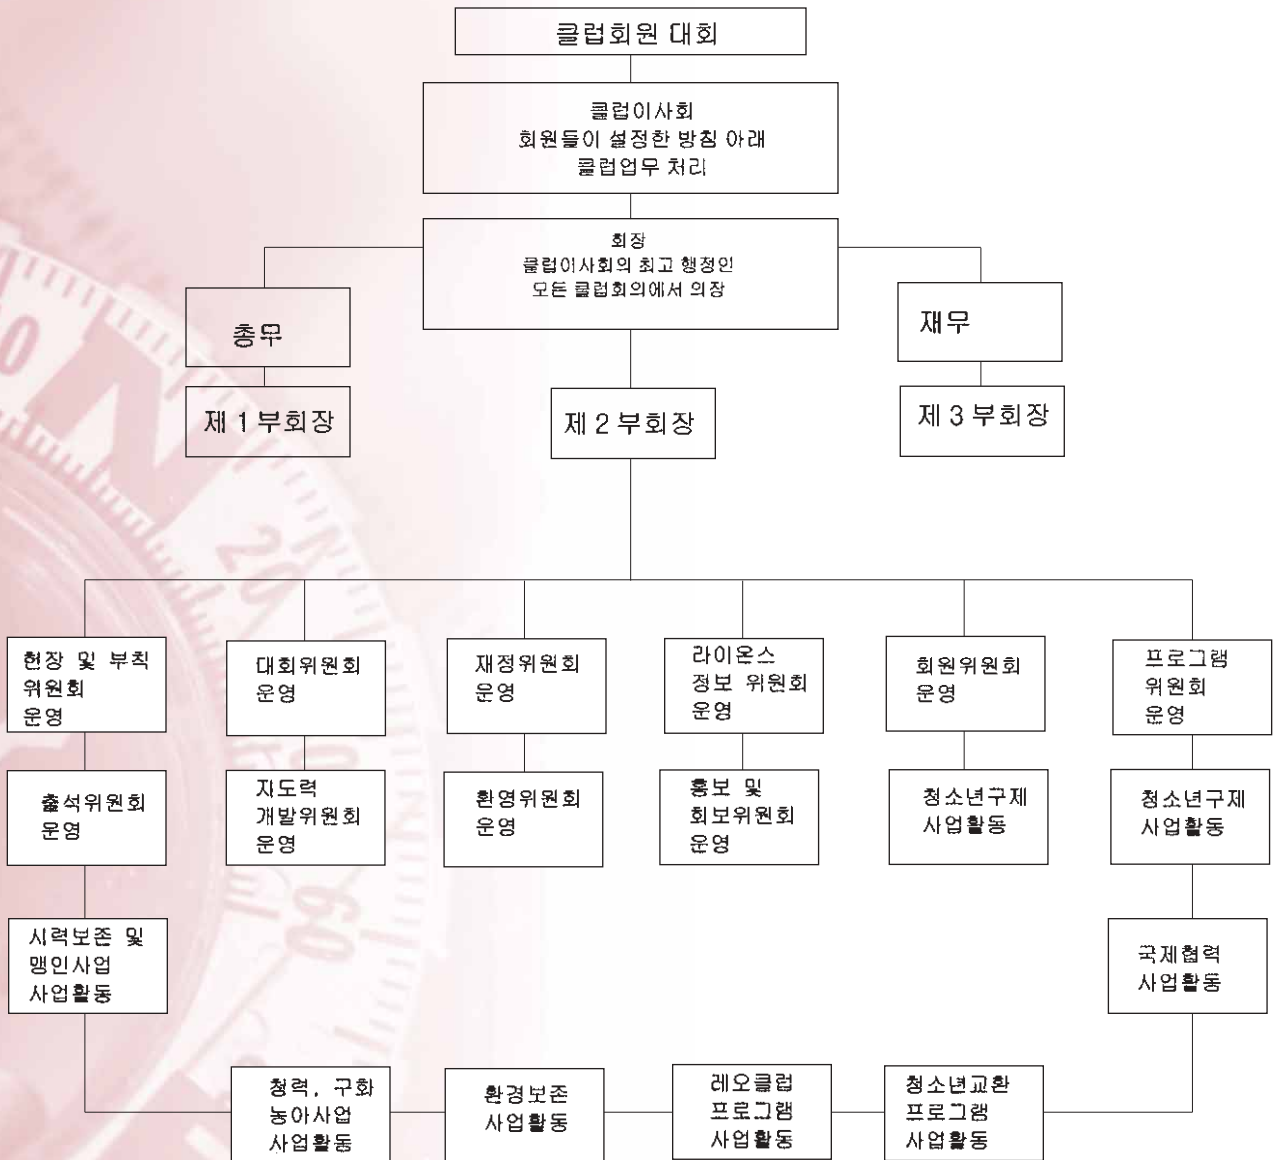 클럽회원 대회
클럽이사회
회원들이 설정한 방침 아래
클럽업무 처리
회장
클럽이사회의 최고 행정인
모든 클럽회의에서 의장
총무
재무
제 1 부회장
제 2 부회장
제 3 부회장
헌장 및 부칙
위원회
운영
대회위원회
운영
재정위원회
운영
라이온스
정보 위원회
운영
회원위원회
운영
프로그램
위원회
운영
출석위원회
운영
지도력
개발위원회
운영
환영위원회
운영
홍보 및
회보위원회
운영
청소년구제
사업활동
청소년구제
사업활동
시력보존 및
맹인사업
사업활동
국제협력
사업활동
청력, 구화
농아사업
사업활동
환경보존
사업활동
레오클럽
프로그램
사업활동
청소년교환
프로그램
사업활동
N
20
60